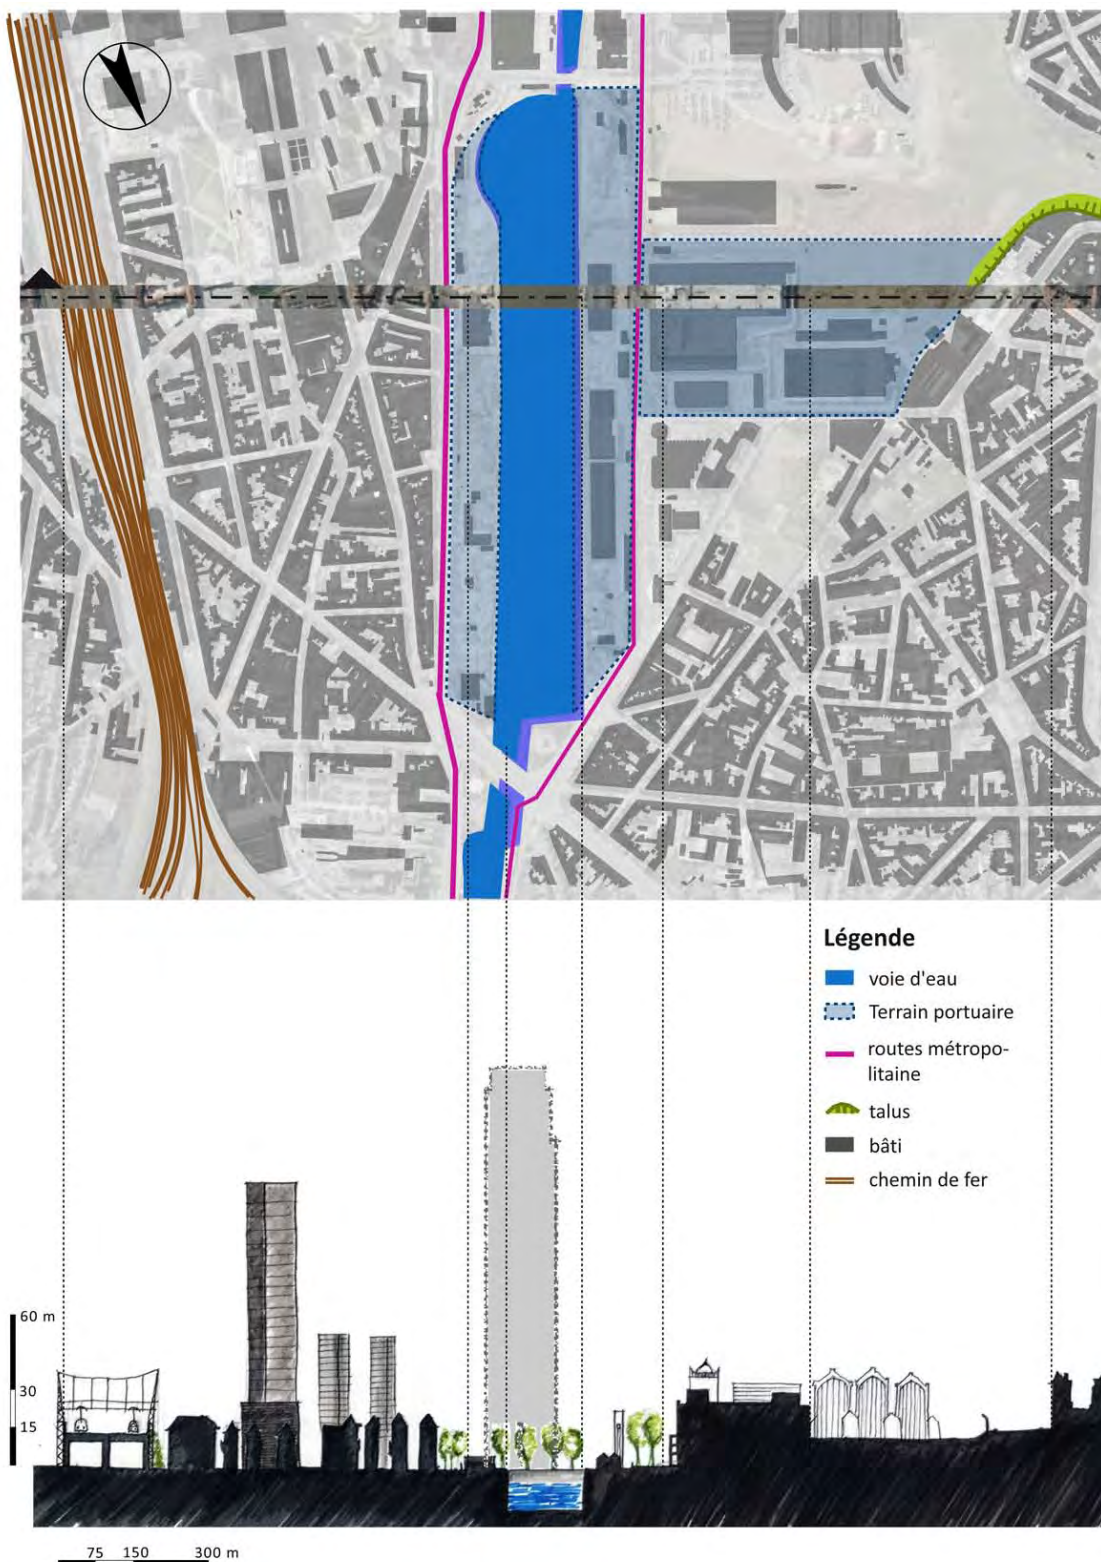 Légende
voie d'eau
Terrain portuaire
routes métropo-
litaine
talus
bâti
chemin de fer
60 m
30
15
75 150 300 m